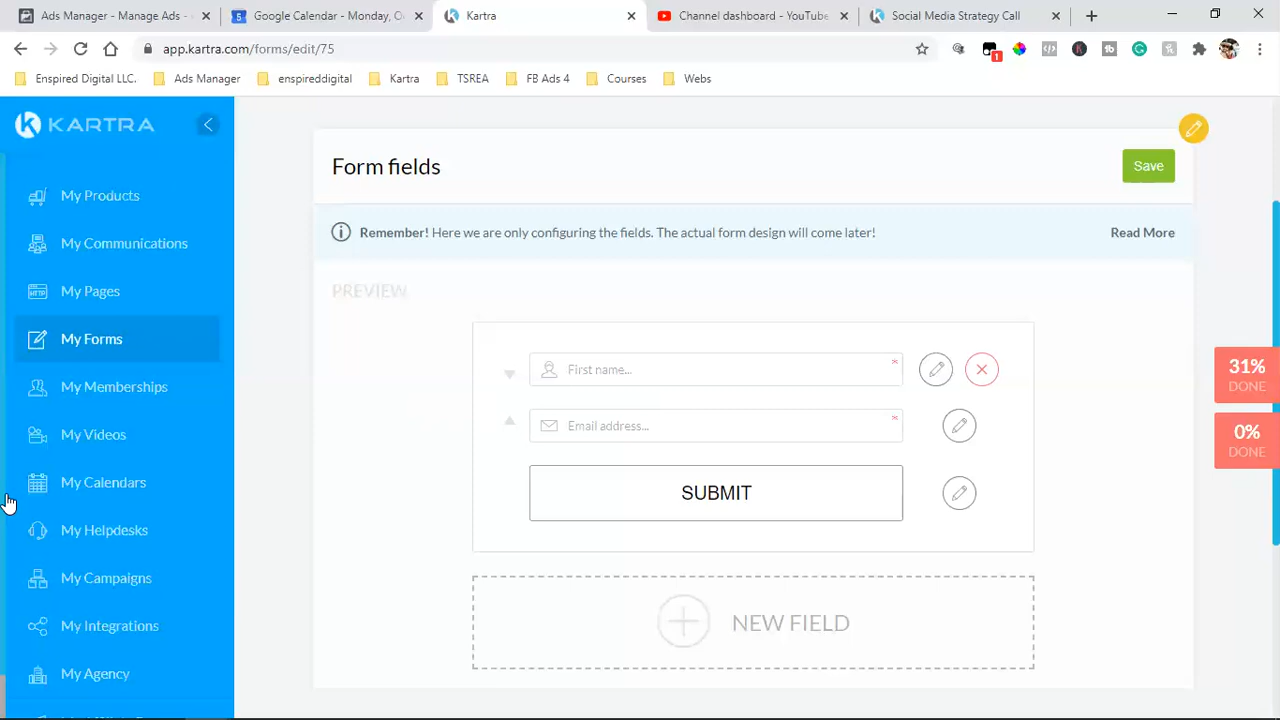 Ads Manager - Manage Ads -
Google Calendar - Monday,
Kartra
Channel dashboard - YouTube
Social Media Strategy Call
app.kartra.com/forms/edit/75
1
Enspired Digital LLC.
Ads Manager
enspireddigital
Kartra
TSREA
FB Ads 4
Courses
Webs
KARTRA
My Products
My Communications
My Pages
My Forms
My Memberships
My Videos
My Calendars
My Helpdesks
My Campaigns
My Integrations
My Agency
Form fields
Save
Remember! Here we are only configuring the fields. The actual form design will come later!
Read More
PREVIEW
First name... *
Email address... *
SUBMIT
NEW FIELD
31%
DONE
0%
DONE